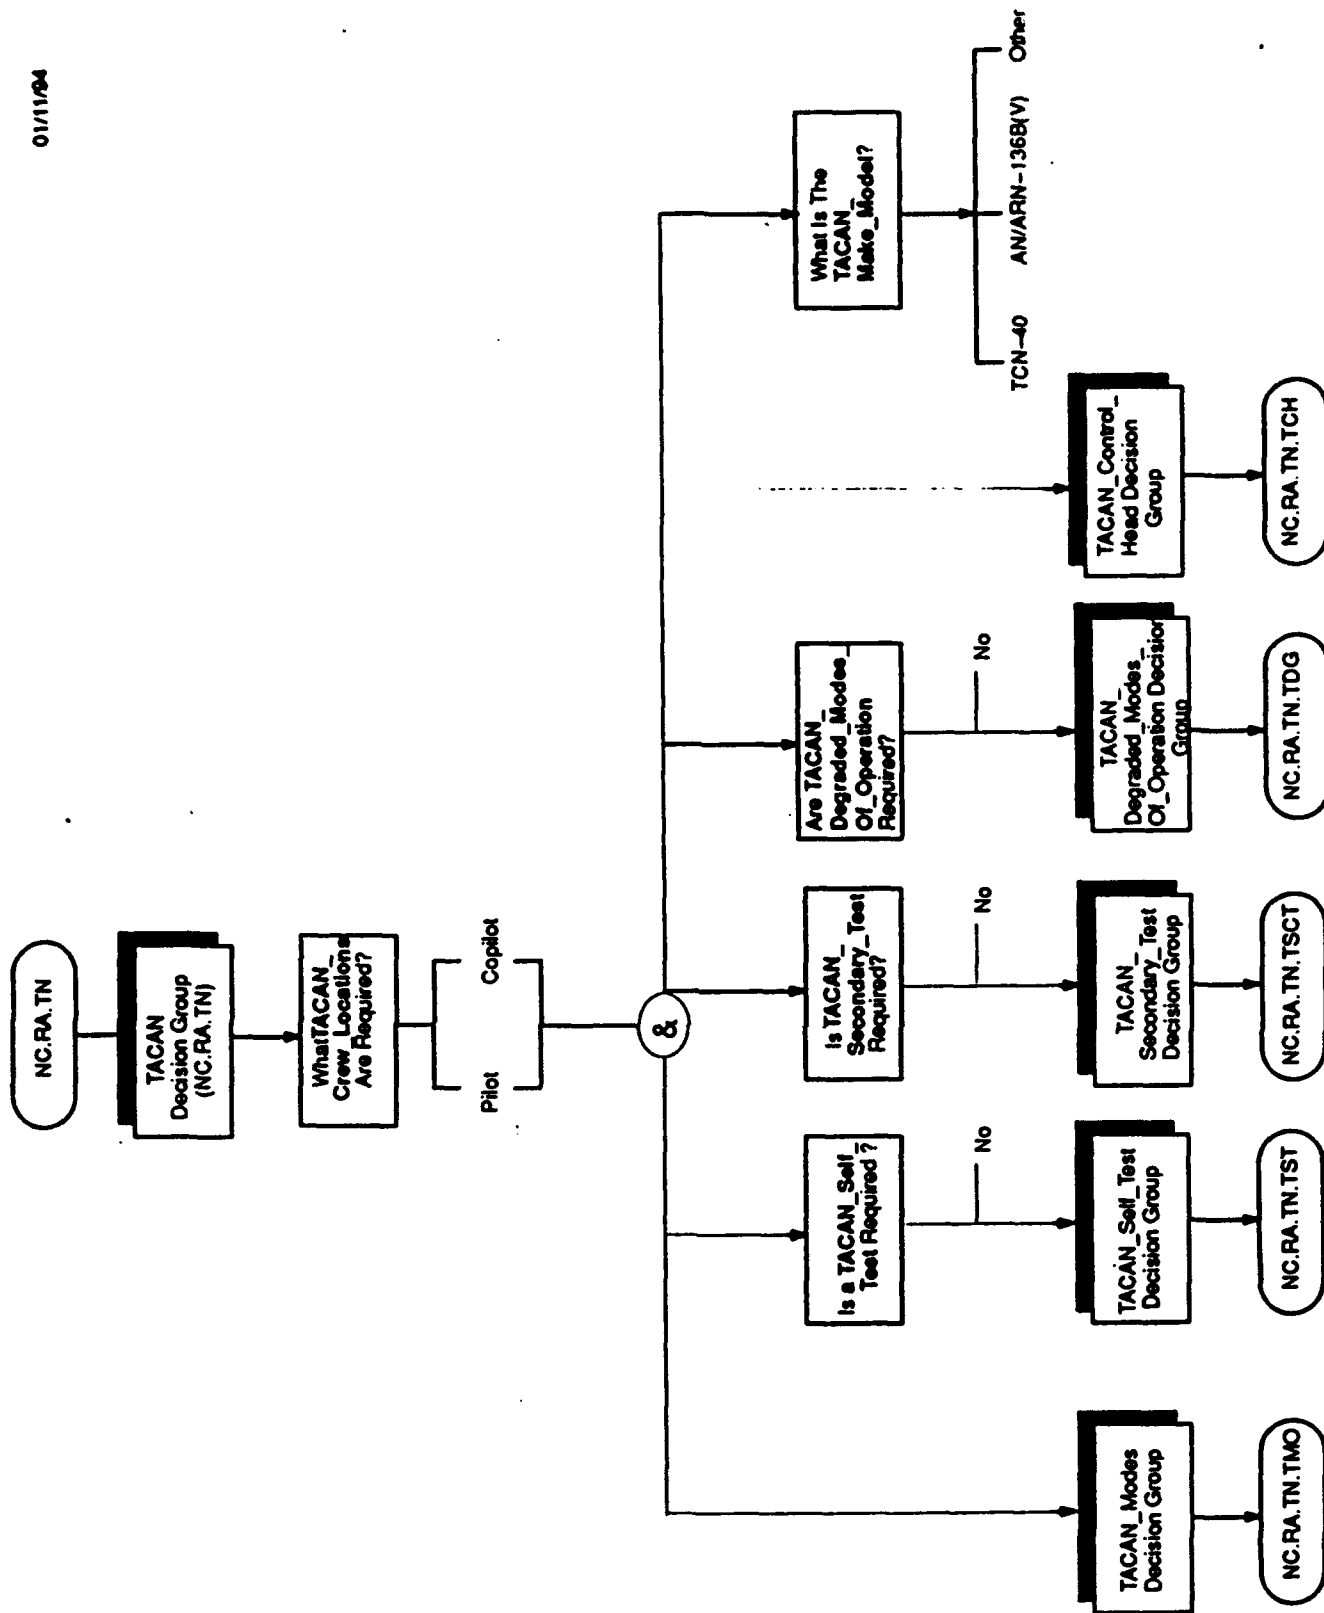 01/11/94
NC.RA.TN
TACAN
Decision Group
(NC.RA.TN)
WhatTACAN_
Crew_Locations
Are Required?
Pilot
Copilot
&
Is a TACAN_Self_
Test Required ?
Is TACAN_
Secondary_Test
Required?
Are TACAN_
Degraded_Modes_
Of_Operation
Required?
What Is The
TACAN_
Make_Model?
No
No
No
TCN-40
AN/ARN-136B(V)
Other
TACAN_Modes
Decision Group
TACAN_Self_Test
Decision Group
TACAN_
Secondary_Test
Decision Group
TACAN_
Degraded_Modes_
Of_Operation Decision
Group
TACAN_Control_
Head Decision
Group
NC.RA.TN.TMO
NC.RA.TN.TST
NC.RA.TN.TSCT
NC.RA.TN.TDG
NC.RA.TN.TCH